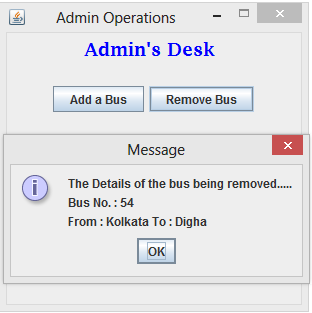 Admin Operations
Admin's Desk
Add a Bus
Remove Bus
Message
The Details of the bus being removed.....
Bus No. : 54
From : Kolkata To : Digha
OK